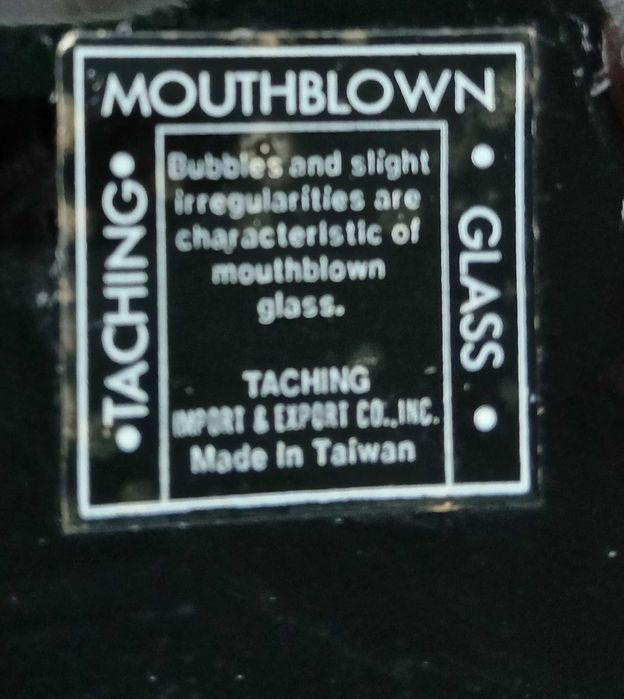 MOUTHBLOWN
•TACHING•
• GLASS •
Bubbles and slight
irregularities are
characteristic of
mouthblown
glass.
TACHING
IMPORT & EXPORT CO., INC.
Made In Taiwan